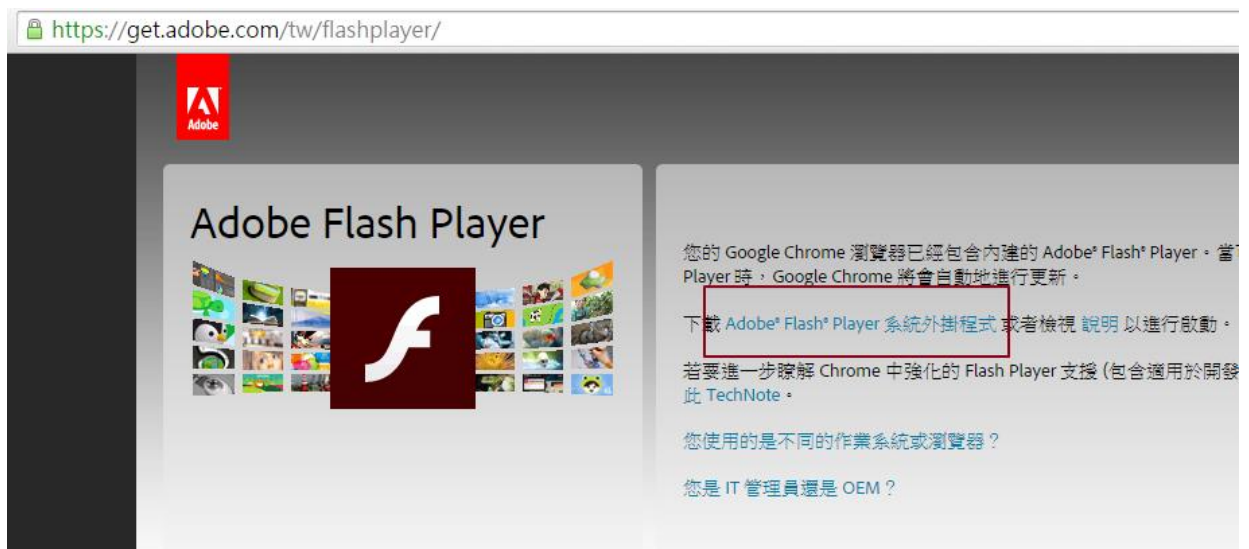 https://get.adobe.com/tw/flashplayer/
Adobe
Adobe Flash Player
您的 Google Chrome 瀏覽器已經包含內建的 Adobe® Flash® Player。當
Player 時，Google Chrome 將會自動地進行更新。
下載 Adobe® Flash® Player 系統外掛程式 或者檢視 說明 以進行啟動。
若要進一步瞭解 Chrome 中強化的 Flash Player 支援 (包含適用於開發
此 TechNote。
您使用的是不同的作業系統或瀏覽器？
您是 IT 管理員還是 OEM？